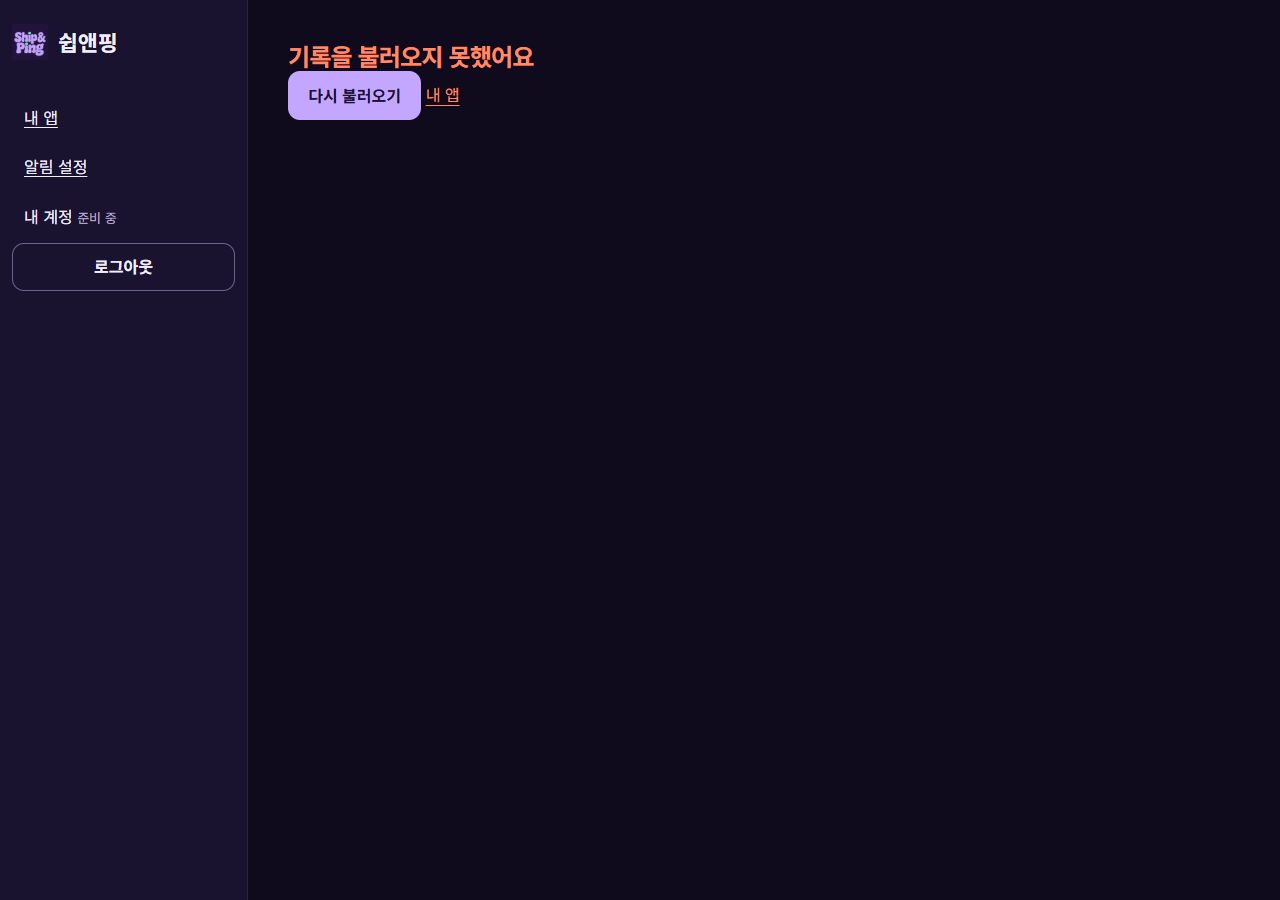 Ship&
Ping
쉽앤핑
내 앱
알림 설정
내 계정 준비 중
로그아웃
기록을 불러오지 못했어요
다시 불러오기 내 앱